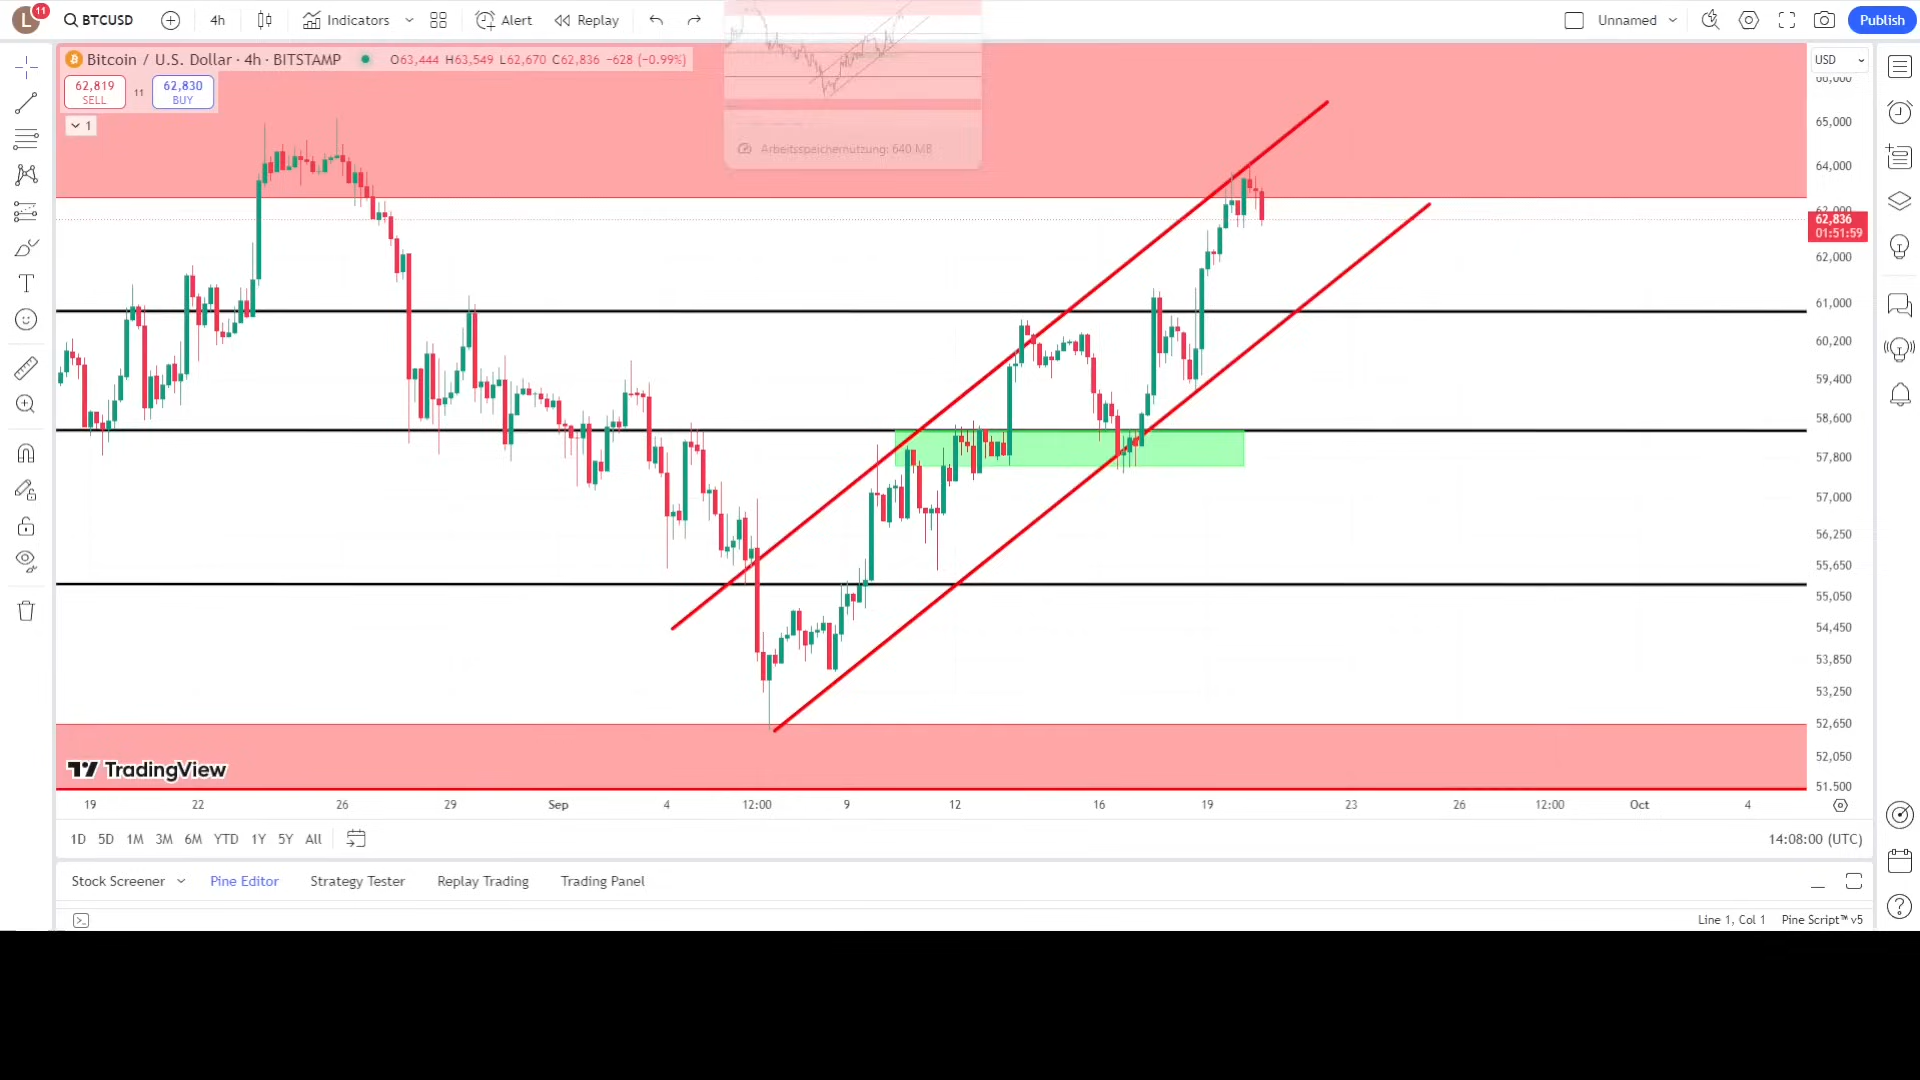 L 11 BTCUSD 4h Indicators Alert Replay Unnamed Publish
Bitcoin / U.S. Dollar · 4h · BITSTAMP O63,444 H63,549 L62,670 C62,836 −628 (−0.99%)
USD
66,000
62,819 SELL 11 62,830 BUY
1
Arbeitsspeichernutzung: 640 MB
65,000
64,000
62,836
01:51:59
62,000
61,000
60,200
59,400
58,600
57,800
57,000
56,250
55,650
55,050
54,450
53,850
53,250
52,650
52,050
51,500
TradingView
19 22 26 29 Sep 4 12:00 9 12 16 19 23 26 12:00 Oct 4
1D 5D 1M 3M 6M YTD 1Y 5Y All 14:08:00 (UTC)
Stock Screener Pine Editor Strategy Tester Replay Trading Trading Panel
Line 1, Col 1 Pine Script™ v5